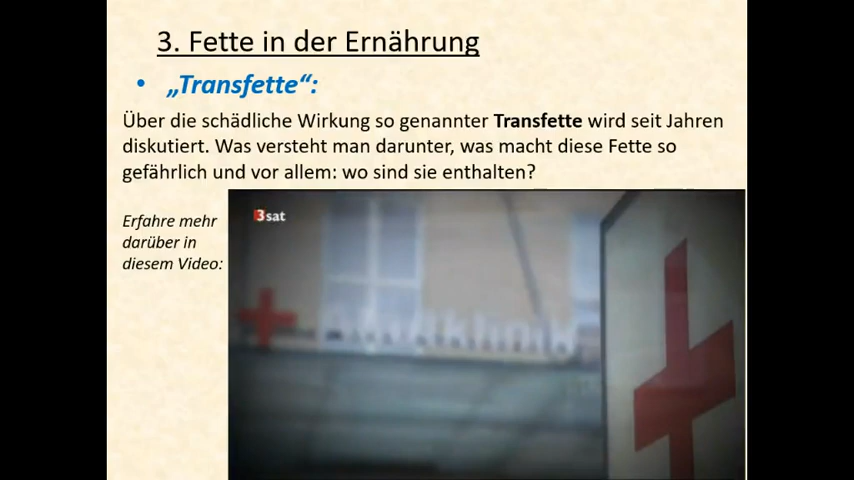 3. Fette in der Ernährung
• „Transfette“:
Über die schädliche Wirkung so genannter Transfette wird seit Jahren
diskutiert. Was versteht man darunter, was macht diese Fette so
gefährlich und vor allem: wo sind sie enthalten?
Erfahre mehr
darüber in
diesem Video:
3sat